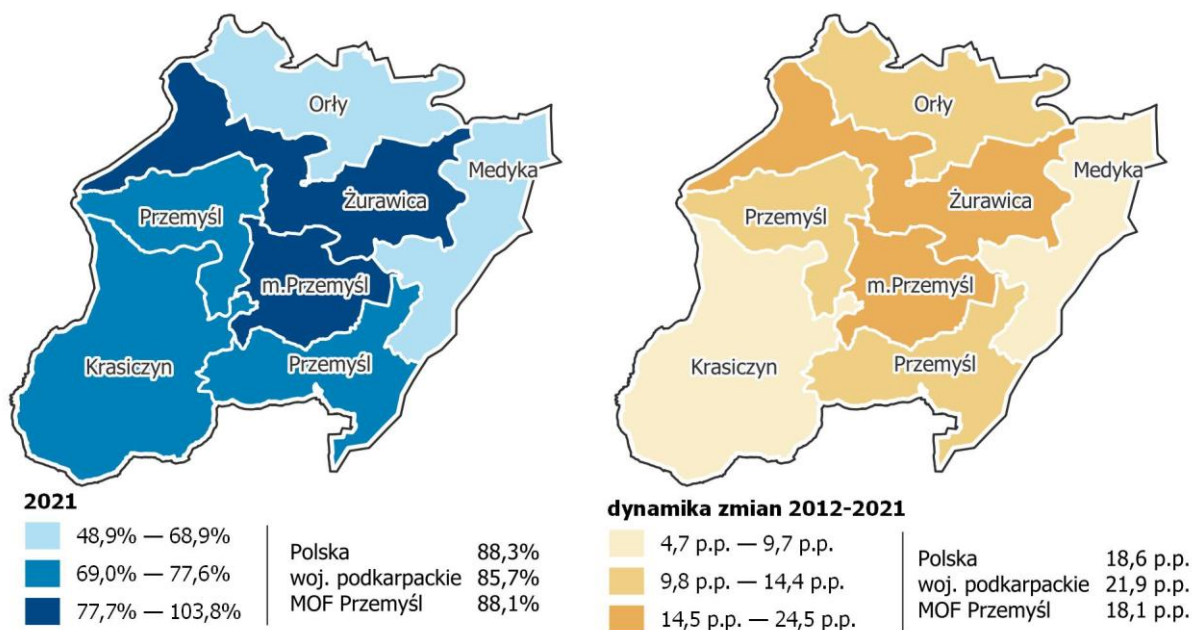 Orły
Medyka
Żurawica
Przemyśl
m.Przemyśl
Krasiczyn
Przemyśl
2021
48,9% — 68,9%
69,0% — 77,6%
77,7% — 103,8%
Polska 88,3%
woj. podkarpackie 85,7%
MOF Przemyśl 88,1%
Orły
Medyka
Żurawica
Przemyśl
m.Przemyśl
Krasiczyn
Przemyśl
dynamika zmian 2012-2021
4,7 p.p. — 9,7 p.p.
9,8 p.p. — 14,4 p.p.
14,5 p.p. — 24,5 p.p.
Polska 18,6 p.p.
woj. podkarpackie 21,9 p.p.
MOF Przemyśl 18,1 p.p.